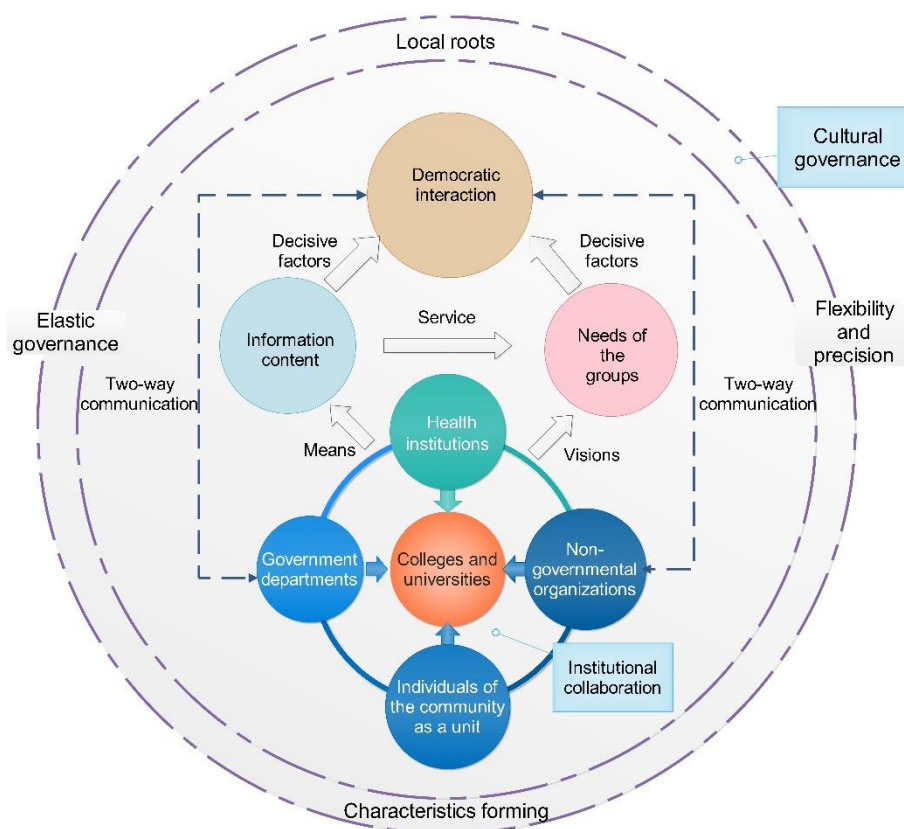 Local roots
Cultural
governance
Democratic
interaction
Decisive
factors
Decisive
factors
Elastic
governance
Information
content
Service
Needs of
the
groups
Flexibility
and
precision
Two-way
communication
Two-way
communication
Means
Health
institutions
Visions
Government
departments
Colleges and
universities
Non-
governmental
organizations
Institutional
collaboration
Individuals of
the community
as a unit
Characteristics forming